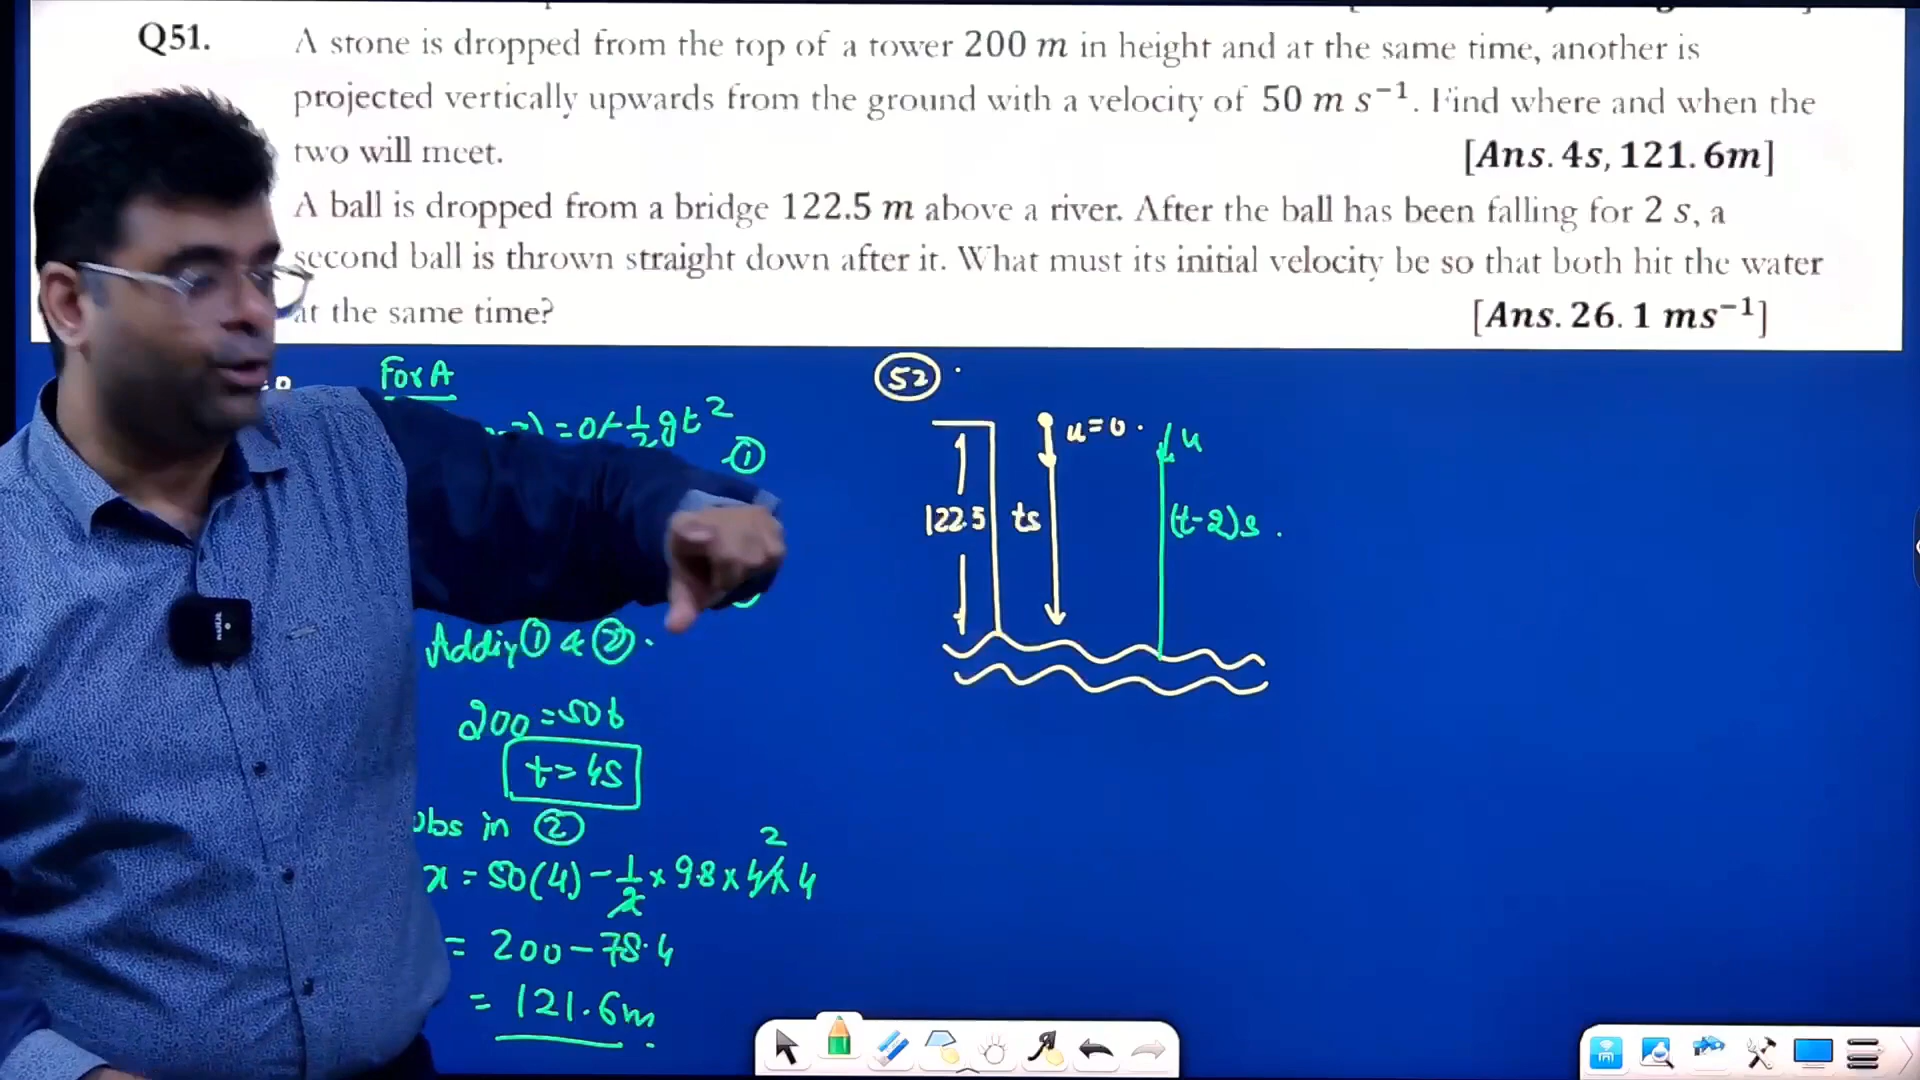 Q51. A stone is dropped from the top of a tower 200 m in height and at the same time, another is
projected vertically upwards from the ground with a velocity of 50 m s⁻¹. Find where and when the
two will meet. [Ans. 4s, 121.6m]
A ball is dropped from a bridge 122.5 m above a river. After the ball has been falling for 2 s, a
second ball is thrown straight down after it. What must its initial velocity be so that both hit the water
at the same time? [Ans. 26. 1 ms⁻¹]
For A
) = 0+ 1/2 gt²
①
Addiy ① & ②.
200 = 50t
t = 4s
in ②
x = 50(4) - 1/2 × 9.8 × 4 × 4
2
= 200 - 78.4
= 121.6m
52
u=0.
u
122.5
ts
(t-2)s.